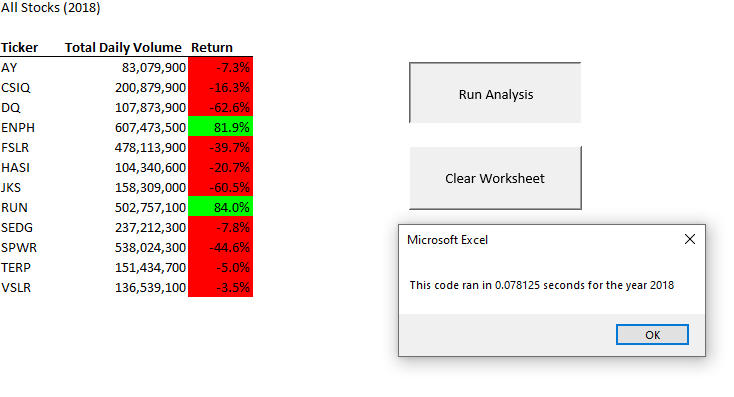 All Stocks (2018)
Ticker Total Daily Volume Return
AY 83,079,900 -7.3%
CSIQ 200,879,900 -16.3%
DQ 107,873,900 -62.6%
ENPH 607,473,500 81.9%
FSLR 478,113,900 -39.7%
HASI 104,340,600 -20.7%
JKS 158,309,000 -60.5%
RUN 502,757,100 84.0%
SEDG 237,212,300 -7.8%
SPWR 538,024,300 -44.6%
TERP 151,434,700 -5.0%
VSLR 136,539,100 -3.5%
Run Analysis
Clear Worksheet
Microsoft Excel
This code ran in 0.078125 seconds for the year 2018
OK